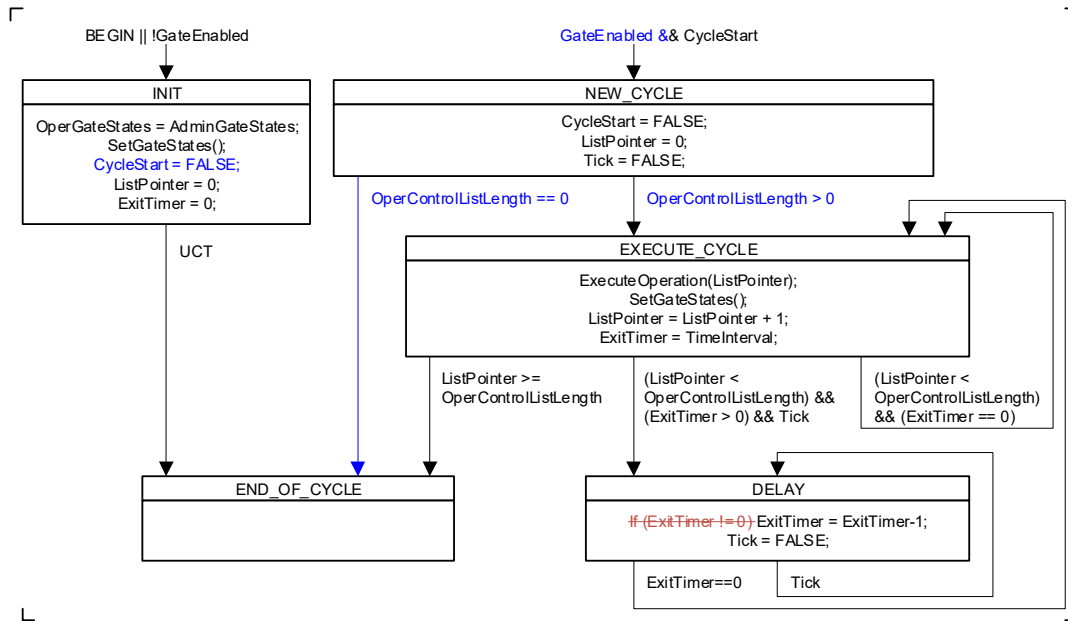 BEGIN || !GateEnabled
GateEnabled && CycleStart
INIT
OperGateStates = AdminGateStates;
SetGateStates();
CycleStart = FALSE;
ListPointer = 0;
ExitTimer = 0;
NEW_CYCLE
CycleStart = FALSE;
ListPointer = 0;
Tick = FALSE;
OperControlListLength == 0
OperControlListLength > 0
UCT
EXECUTE_CYCLE
ExecuteOperation(ListPointer);
SetGateStates();
ListPointer = ListPointer + 1;
ExitTimer = TimeInterval;
ListPointer >=
OperControlListLength
(ListPointer <
OperControlListLength) &&
(ExitTimer > 0) && Tick
(ListPointer <
OperControlListLength)
&& (ExitTimer == 0)
END_OF_CYCLE
DELAY
If (ExitTimer != 0) ExitTimer = ExitTimer-1;
Tick = FALSE;
ExitTimer==0
Tick